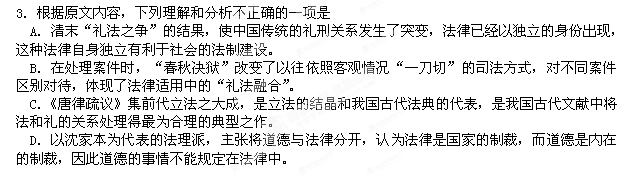 3. 根据原文内容，下列理解和分析不正确的一项是
A. 清末“礼法之争”的结果，使中国传统的礼刑关系发生了突变，法律已经以独立的身份出现，
这种法律自身独立有利于社会的法制建设。
B. 在处理案件时，“春秋决狱”改变了以往依照客观情况“一刀切”的司法方式，对不同案件
区别对待，体现了法律适用中的“礼法融合”。
C.《唐律疏议》集前代立法之大成，是立法的结晶和我国古代法典的代表，是我国古代文献中将
法和礼的关系处理得最为合理的典型之作。
D. 以沈家本为代表的法理派，主张将道德与法律分开，认为法律是国家的制裁，而道德是内在
的制裁，因此道德的事情不能规定在法律中。